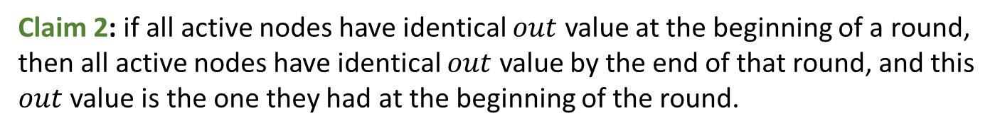 Claim 2: if all active nodes have identical out value at the beginning of a round,
then all active nodes have identical out value by the end of that round, and this
out value is the one they had at the beginning of the round.